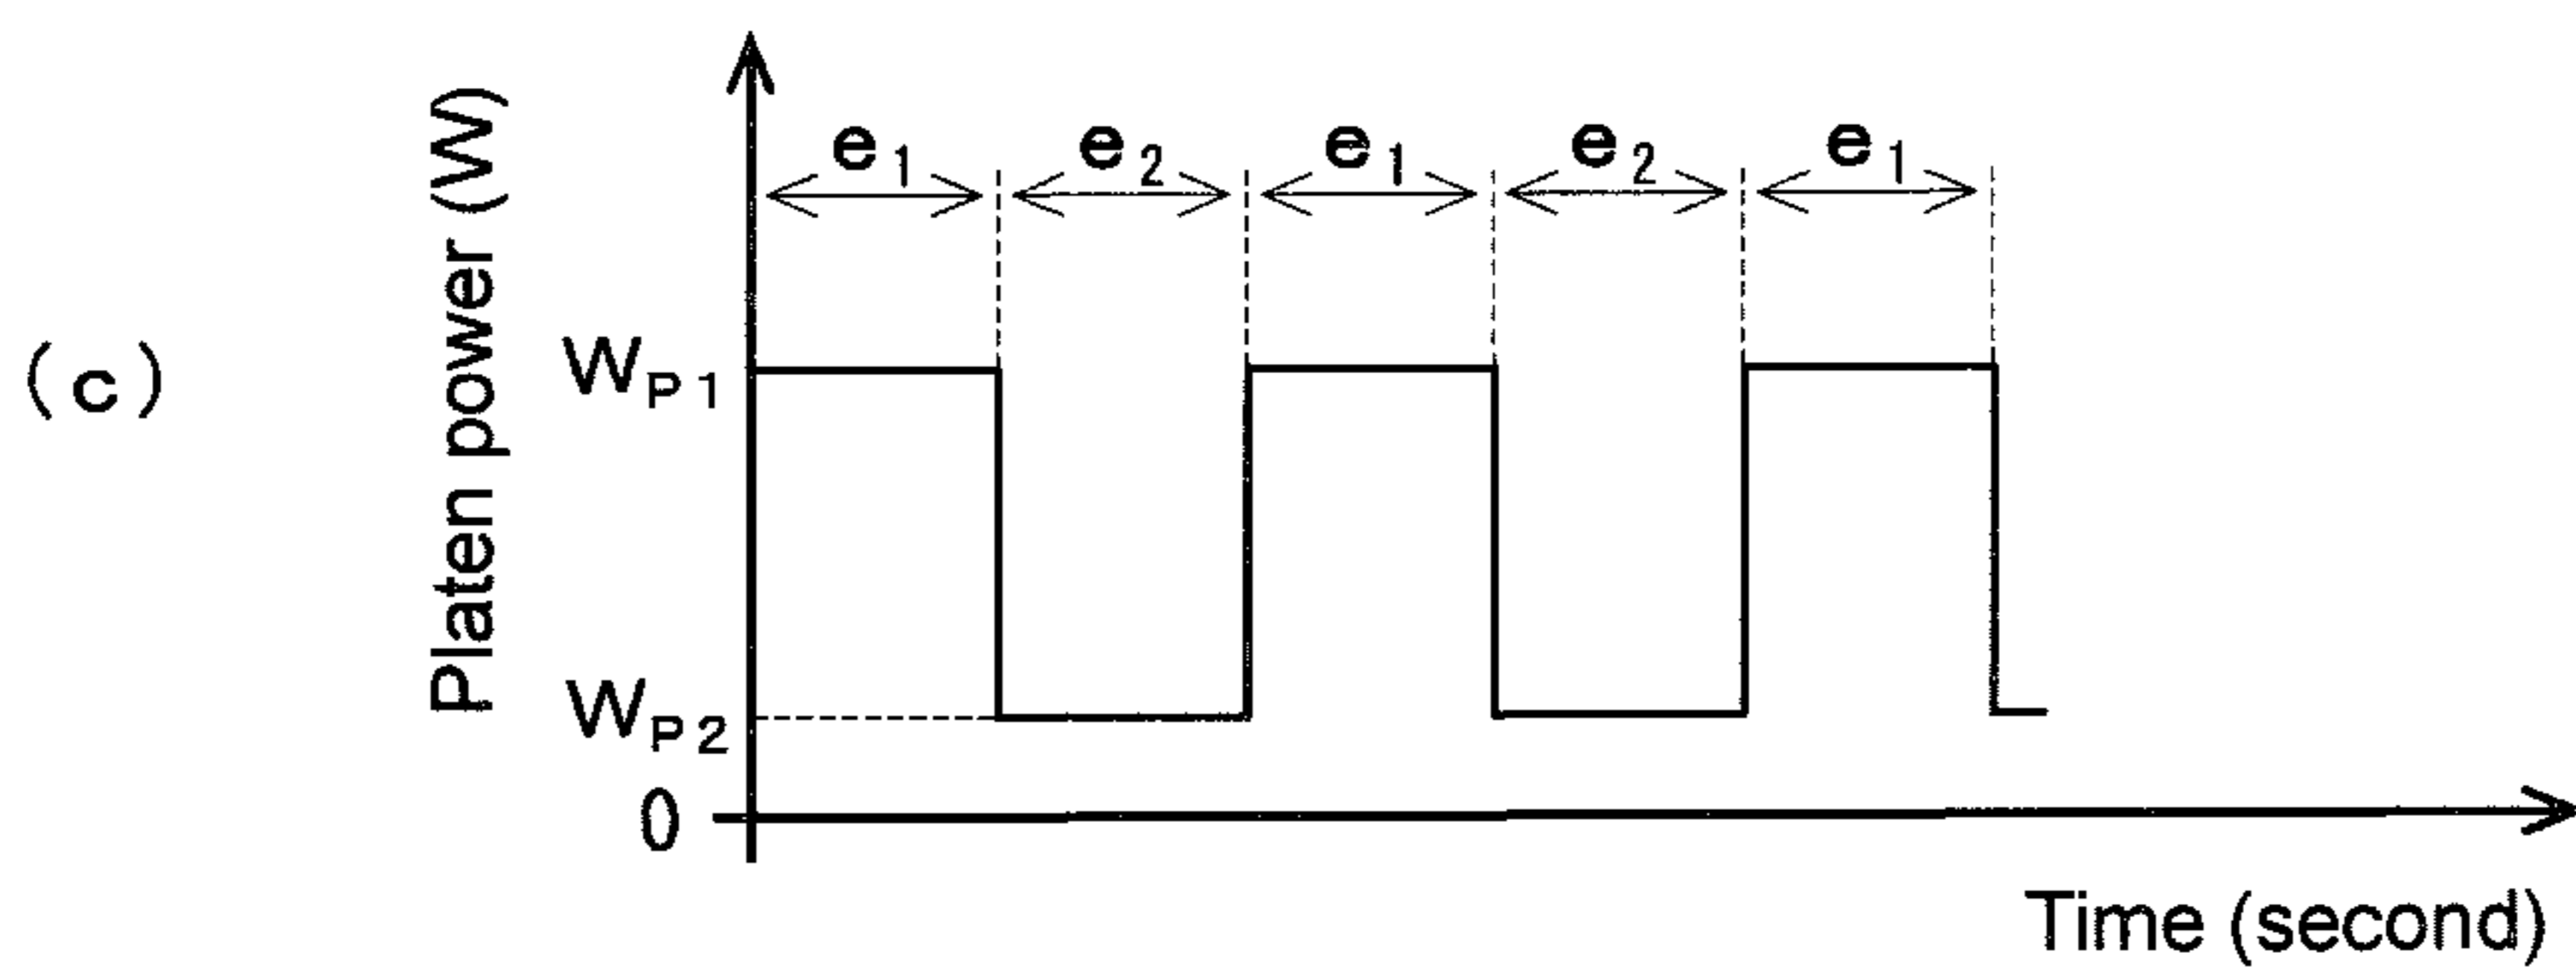 (c)
Platen power (W)
e1 e2 e1 e2 e1
WP1
WP2
0
Time (second)